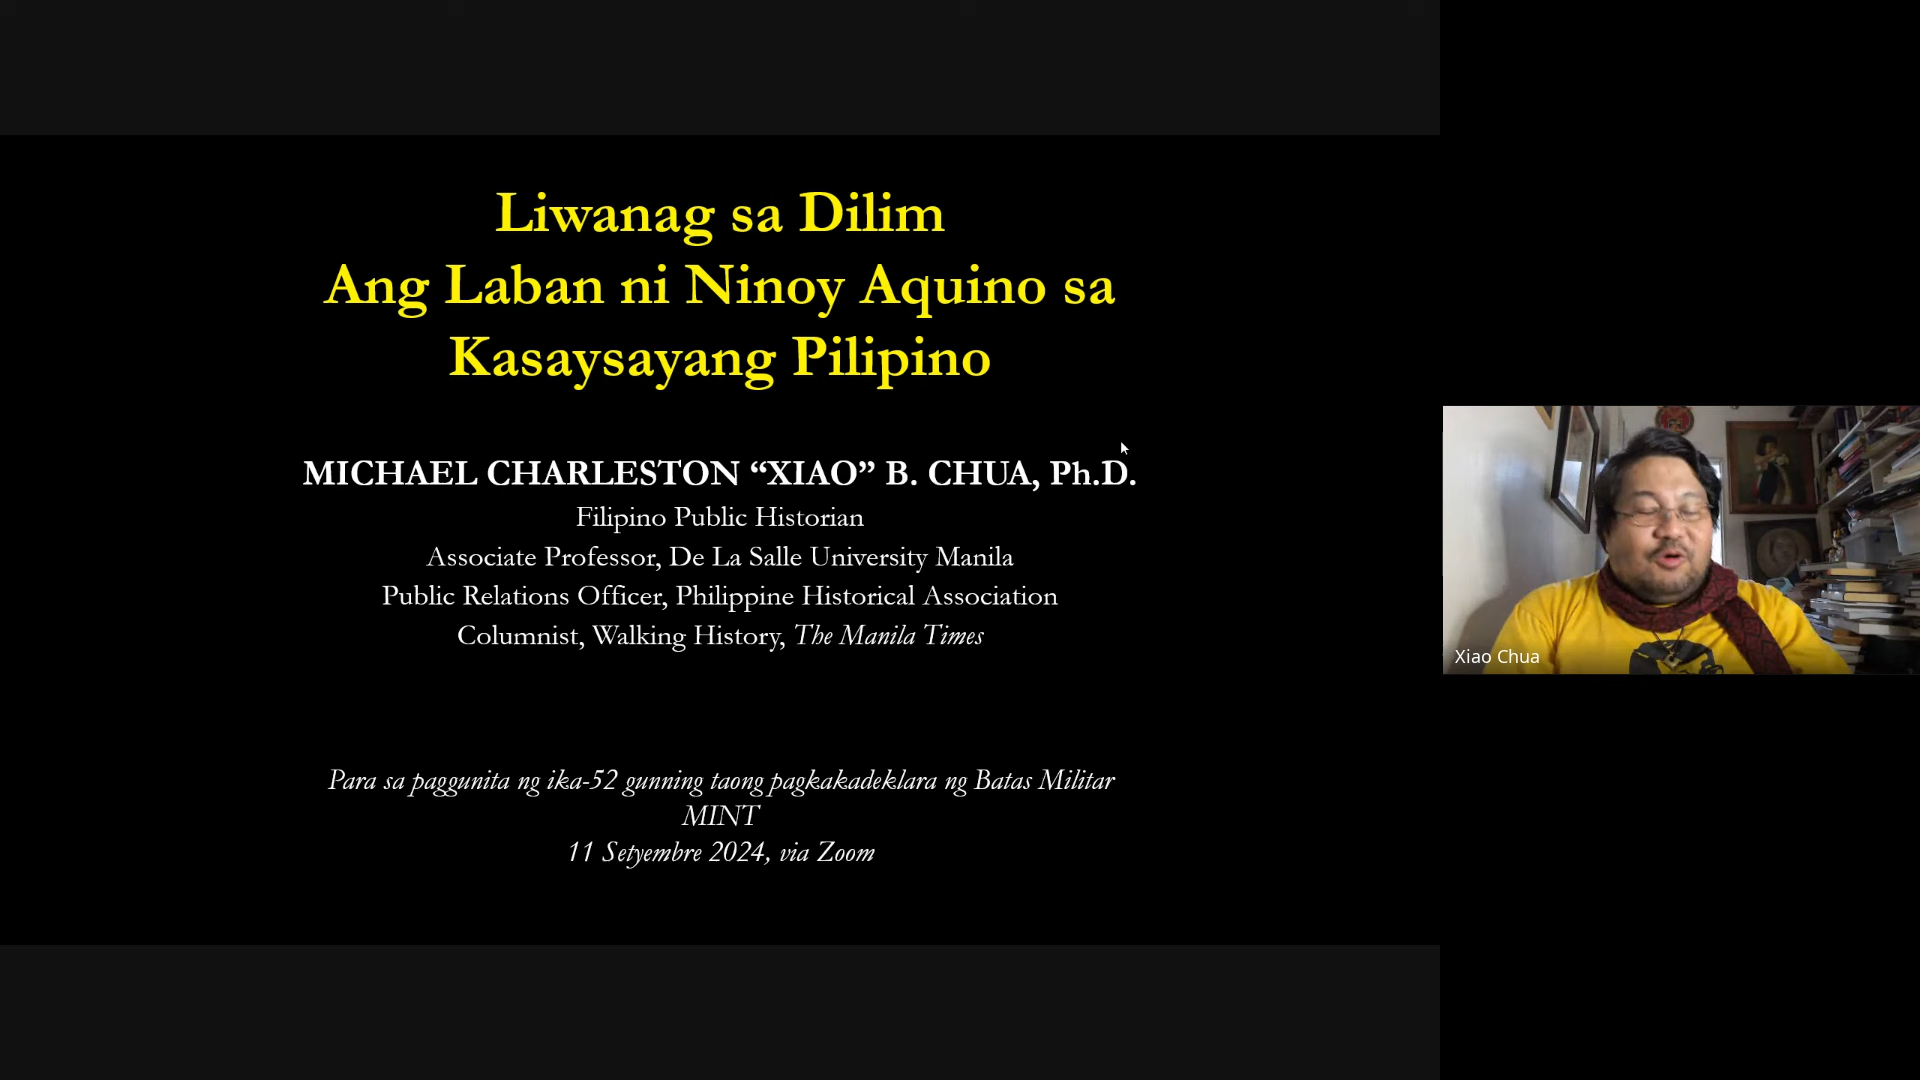 Liwanag sa Dilim
Ang Laban ni Ninoy Aquino sa
Kasaysayang Pilipino
MICHAEL CHARLESTON “XIAO” B. CHUA, Ph.D.
Filipino Public Historian
Associate Professor, De La Salle University Manila
Public Relations Officer, Philippine Historical Association
Columnist, Walking History, The Manila Times
Xiao Chua
Para sa paggunita ng ika-52 gunning taong pagkakadeklara ng Batas Militar
MINT
11 Setyembre 2024, via Zoom